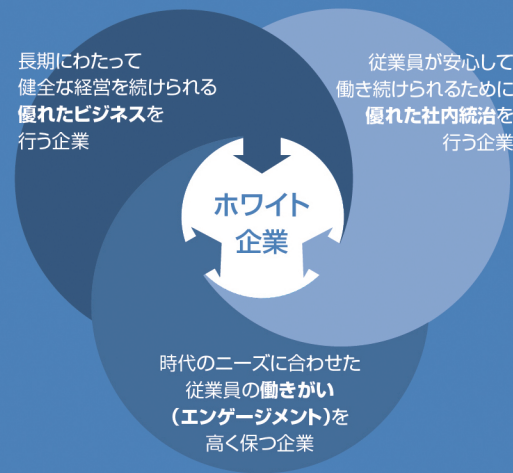 長期にわたって
健全な経営を続けられる
優れたビジネスを
行う企業
従業員が安心して
働き続けられるために
優れた社内統治を
行う企業
ホワイト
企業
時代のニーズに合わせた
従業員の働きがい
（エンゲージメント）を
高く保つ企業